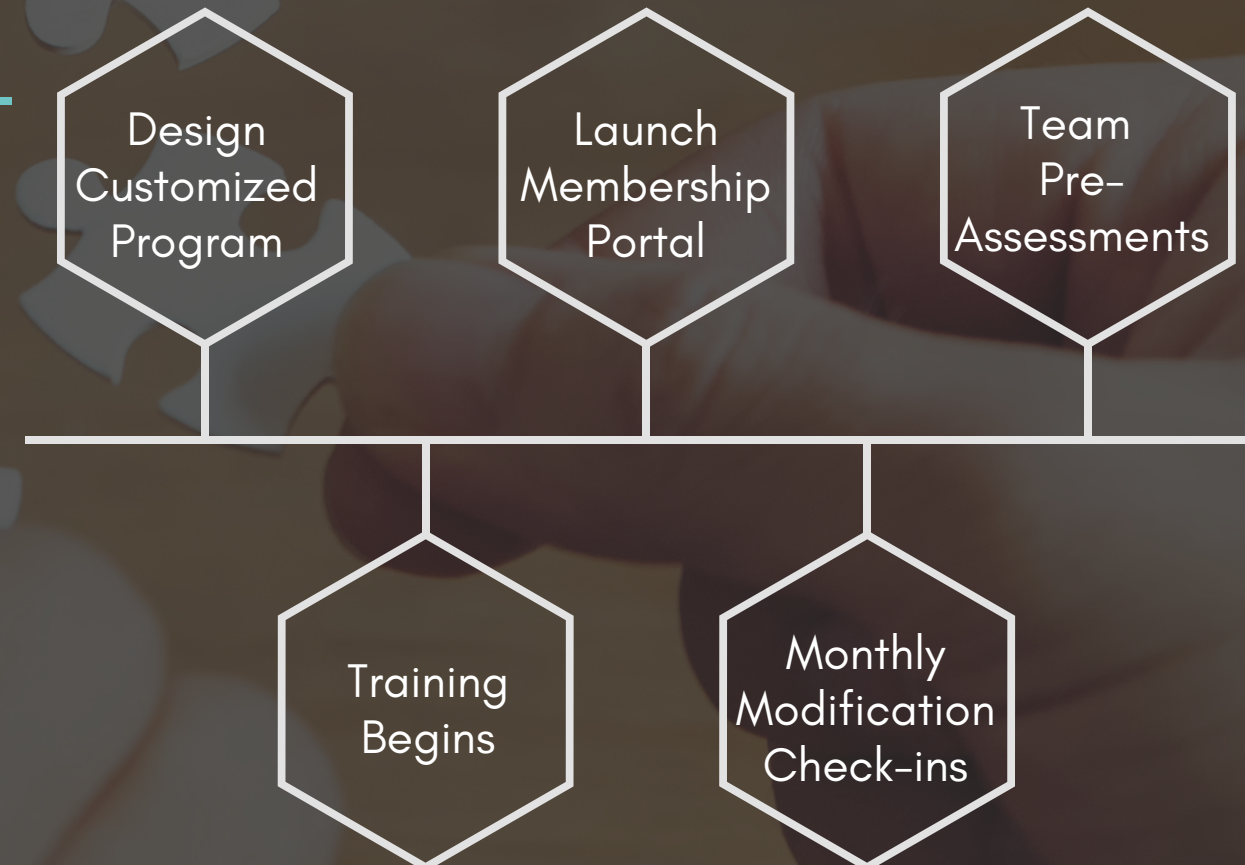 Design
Customized
Program
Launch
Membership
Portal
Team
Pre-
Assessments
Training
Begins
Monthly
Modification
Check-ins